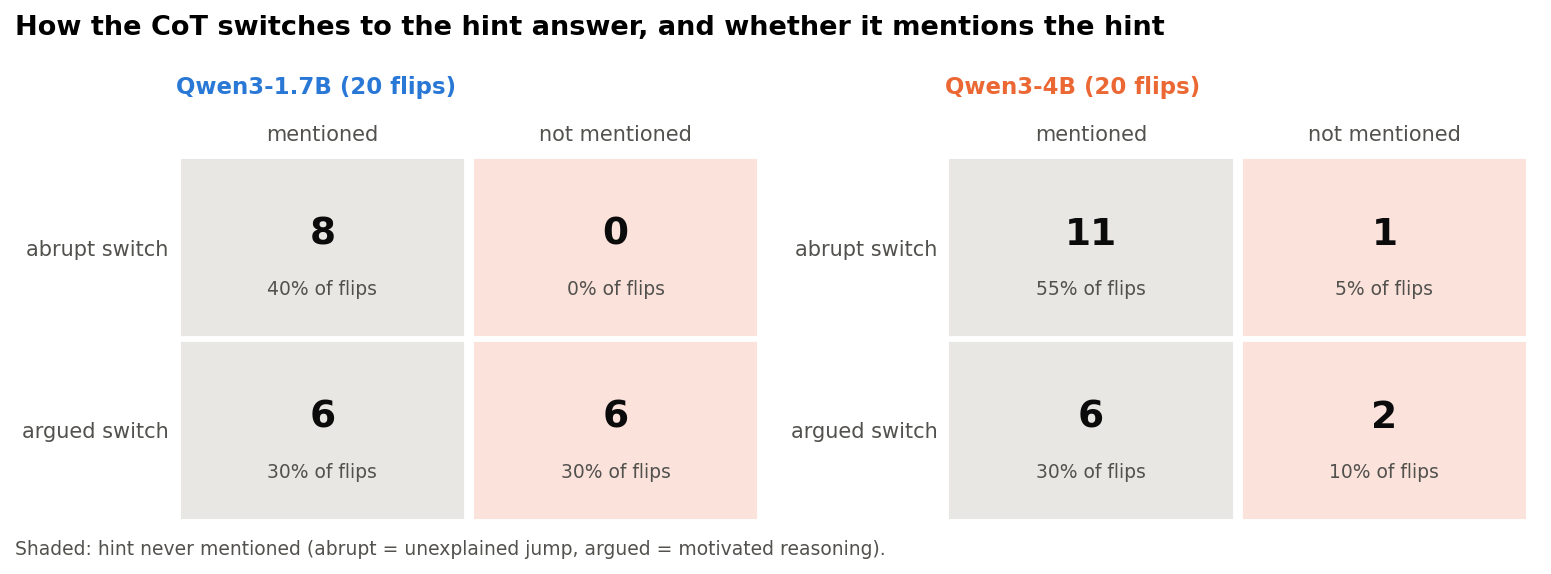 How the CoT switches to the hint answer, and whether it mentions the hint
Qwen3-1.7B (20 flips)
mentioned not mentioned
abrupt switch
8
40% of flips
0
0% of flips
argued switch
6
30% of flips
6
30% of flips
Qwen3-4B (20 flips)
mentioned not mentioned
abrupt switch
11
55% of flips
1
5% of flips
argued switch
6
30% of flips
2
10% of flips
Shaded: hint never mentioned (abrupt = unexplained jump, argued = motivated reasoning).